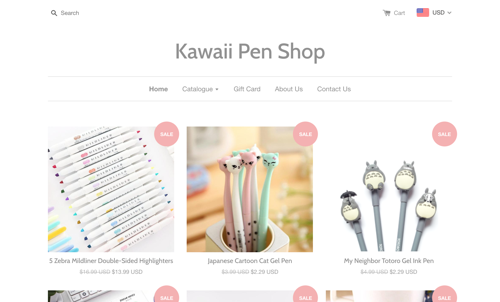 Search
Cart
USD
Kawaii Pen Shop
Home
Catalogue
Gift Card
About Us
Contact Us
SALE
SALE
SALE
5 Zebra Mildliner Double-Sided Highlighters
$16.99 USD $13.99 USD
Japanese Cartoon Cat Gel Pen
$3.99 USD $2.29 USD
My Neighbor Totoro Gel Ink Pen
$4.99 USD $2.29 USD
SALE
SALE
SALE